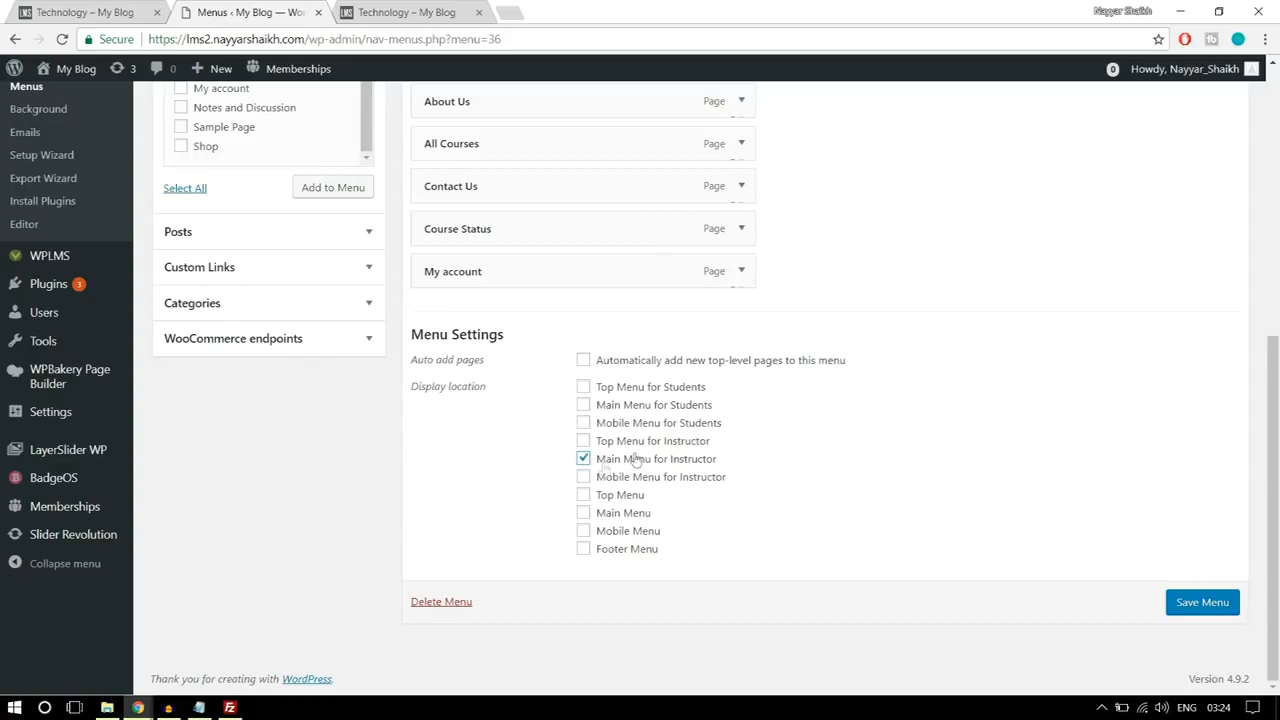 Technology – My Blog
Menus ‹ My Blog — Wor
Technology – My Blog
Nayyar Shaikh
Secure
https://lms2.nayyarshaikh.com/wp-admin/nav-menus.php?menu=36
My Blog
3
0
New
Memberships
0
Howdy, Nayyar_Shaikh
Menus
Background
Emails
Setup Wizard
Export Wizard
Install Plugins
Editor
WPLMS
Plugins 3
Users
Tools
WPBakery Page
Builder
Settings
LayerSlider WP
BadgeOS
Memberships
Slider Revolution
Collapse menu
My account
Notes and Discussion
Sample Page
Shop
Select All
Add to Menu
Posts
Custom Links
Categories
WooCommerce endpoints
About Us Page
All Courses Page
Contact Us Page
Course Status Page
My account Page
Menu Settings
Auto add pages
Automatically add new top-level pages to this menu
Display location
Top Menu for Students
Main Menu for Students
Mobile Menu for Students
Top Menu for Instructor
Main Menu for Instructor
Mobile Menu for Instructor
Top Menu
Main Menu
Mobile Menu
Footer Menu
Delete Menu
Save Menu
Thank you for creating with WordPress.
Version 4.9.2
ENG
03:24